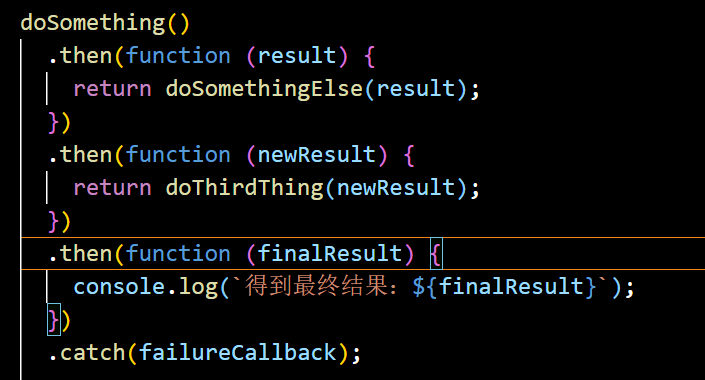 doSomething()
  .then(function (result) {
    return doSomethingElse(result);
  })
  .then(function (newResult) {
    return doThirdThing(newResult);
  })
  .then(function (finalResult) {
    console.log(`得到最终结果：${finalResult}`);
  })
  .catch(failureCallback);